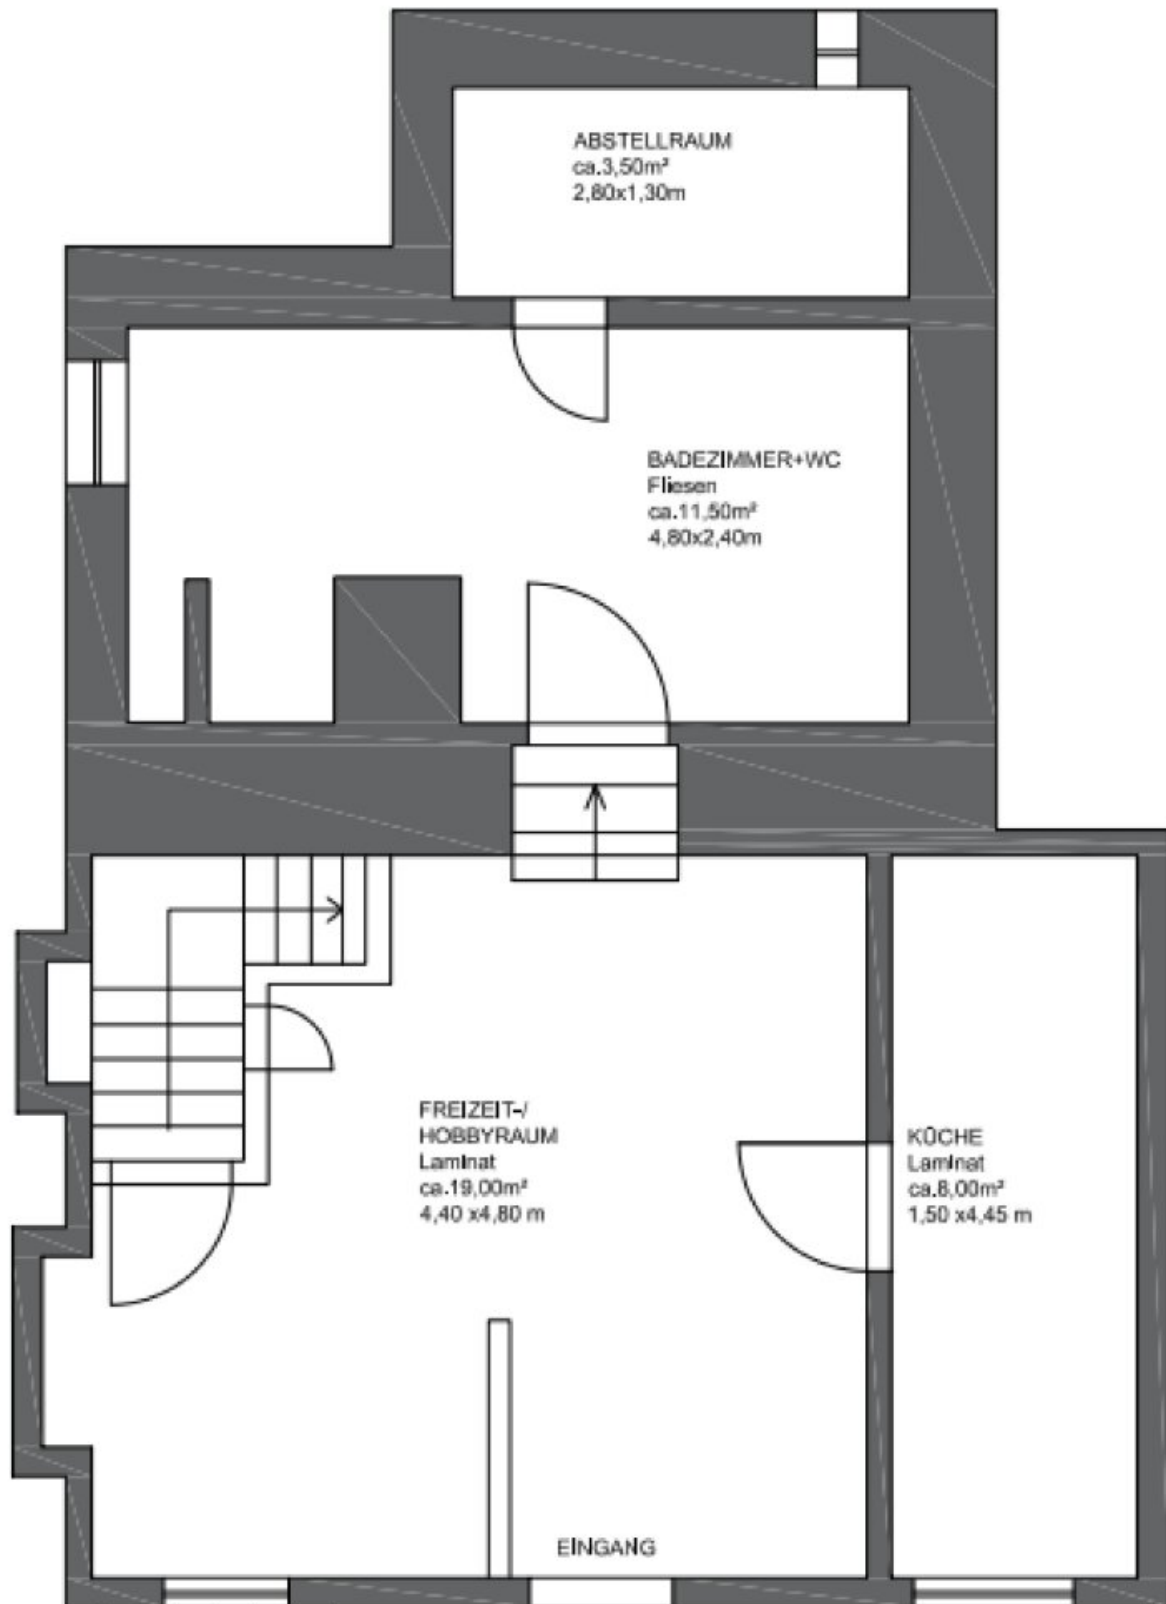 ABSTELLRAUM
ca.3,50m²
2,80x1,30m
BADEZIMMER+WC
Fliesen
ca.11,50m²
4,80x2,40m
FREIZEIT-/
HOBBYRAUM
Laminat
ca.19,00m²
4,40 x4,80 m
KÜCHE
Laminat
ca.8,00m²
1,50 x4,45 m
EINGANG